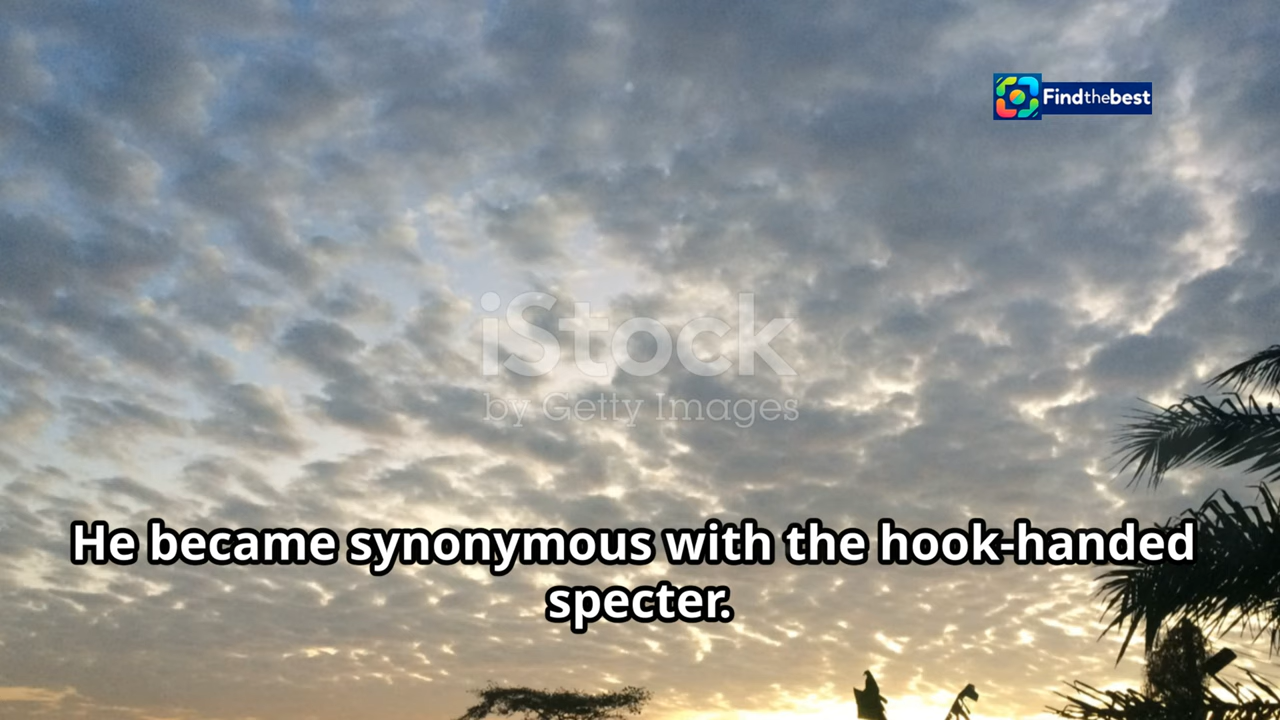 Findthebest
iStock
by Getty Images
He became synonymous with the hook-handed
specter.